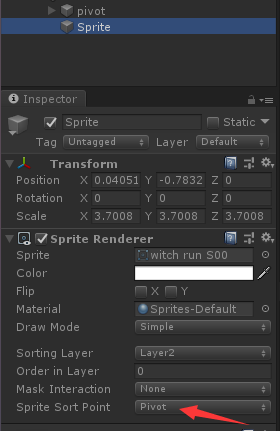 pivot
Sprite
Inspector
Sprite Static
Tag Untagged Layer Default
Transform
Position X 0.04051 Y -0.7832 Z 0
Rotation X 0 Y 0 Z 0
Scale X 3.7008 Y 3.7008 Z 3.7008
Sprite Renderer
Sprite witch run S00
Color
Flip X Y
Material Sprites-Default
Draw Mode Simple
Sorting Layer Layer2
Order in Layer 0
Mask Interaction None
Sprite Sort Point Pivot